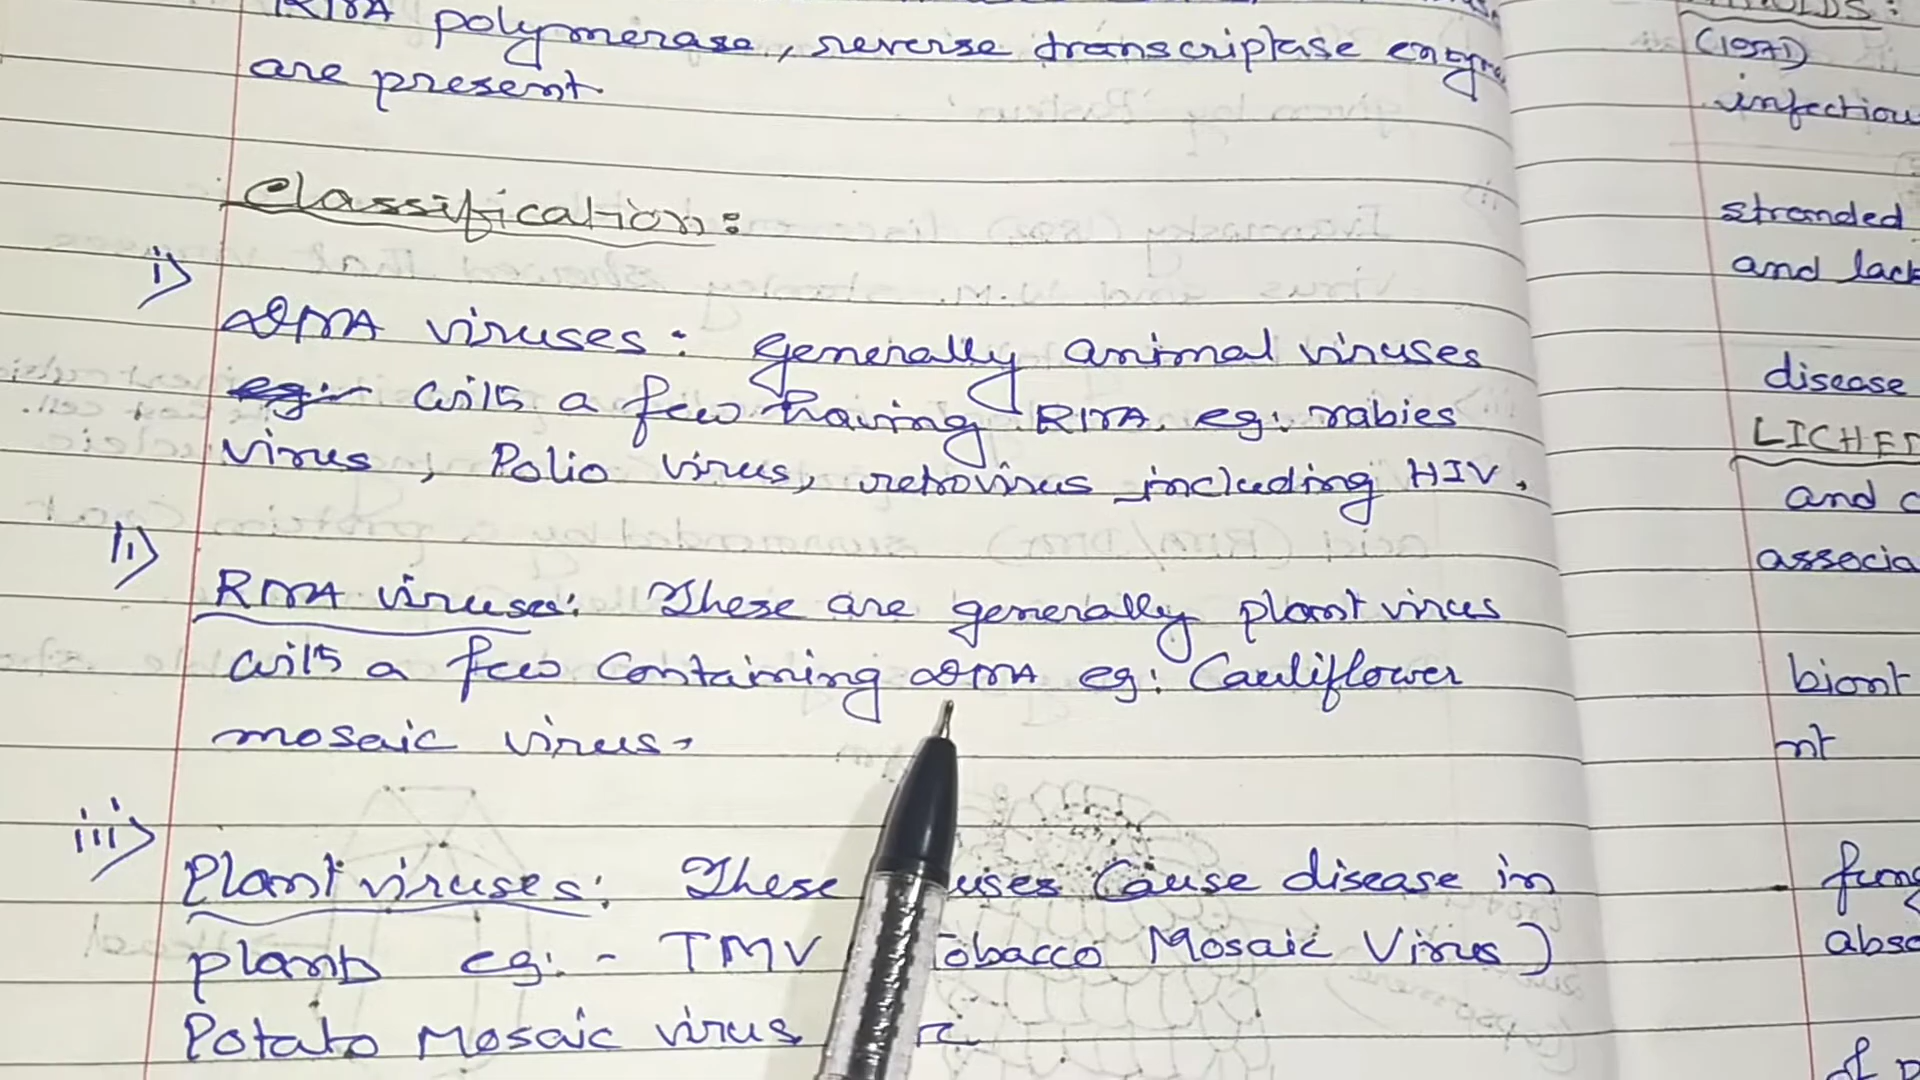 RNA polymerase, reverse transcriptase
are present.
Classification:
i)
DNA viruses: Generally animal viruses
with a few having RNA. eg: rabies
virus, Polio virus, retrovirus including HIV.
ii)
RNA viruses: These are generally plant virus
with a few containing DNA eg: Cauliflower
mosaic virus.
iii)
Plant viruses: These cause disease in
plants eg:- TMV Tobacco Mosaic Virus)
Potato Mosaic virus
(1971)
infectiou
stranded
and lack
disease
LICHEN
and c
associa
biont
nt
fung
abso
of